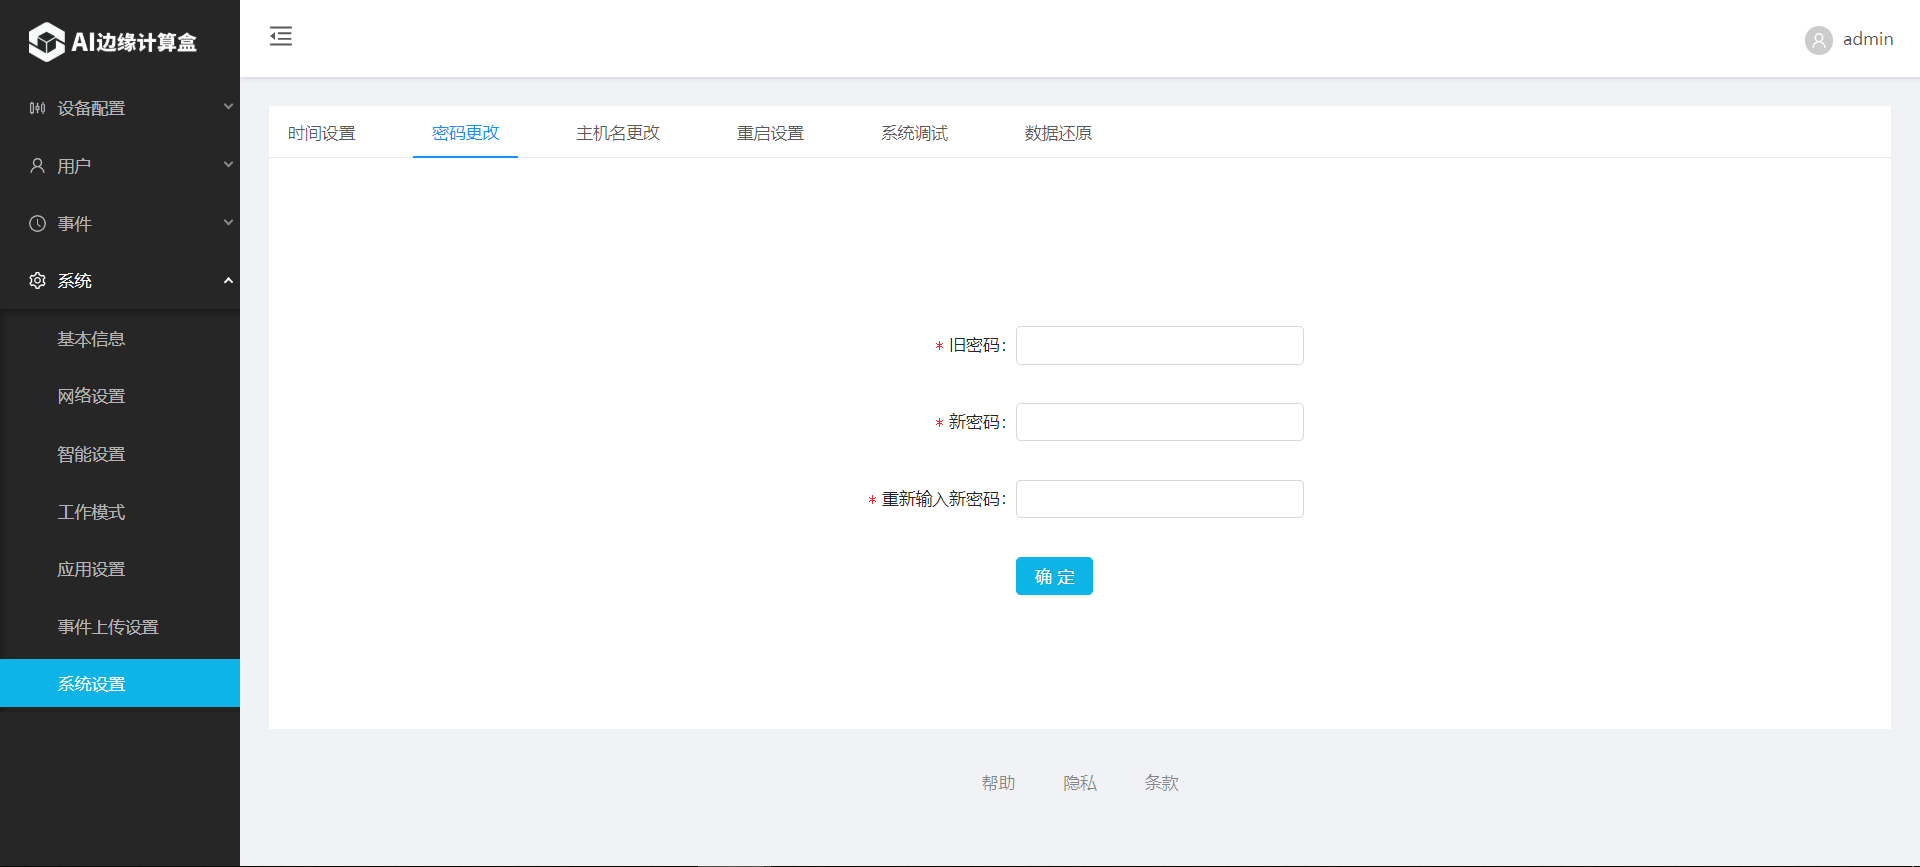 AI边缘计算盒
admin
设备配置
用户
事件
系统
基本信息
网络设置
智能设置
工作模式
应用设置
事件上传设置
系统设置
时间设置 密码更改 主机名更改 重启设置 系统调试 数据还原
* 旧密码:
* 新密码:
* 重新输入新密码:
确 定
帮助 隐私 条款